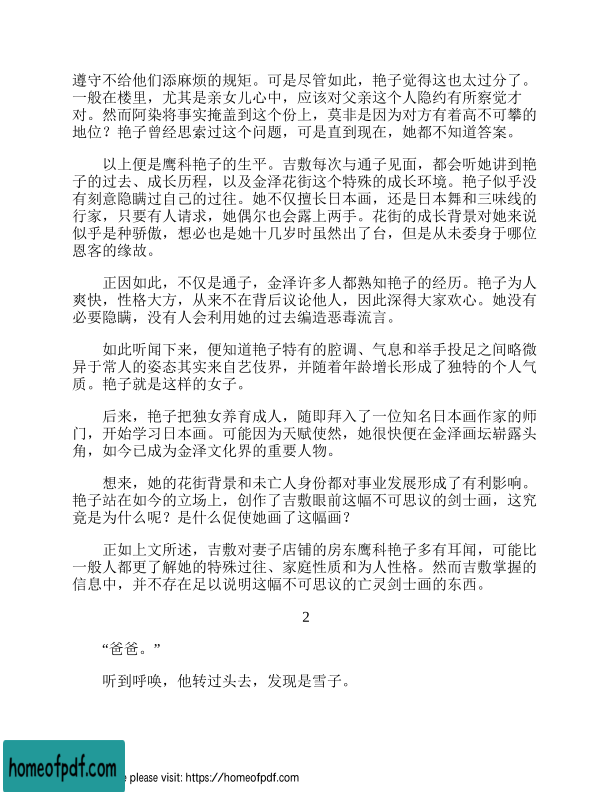 遵守不给他们添麻烦的规矩。可是尽管如此，艳子觉得这也太过分了。
一般在楼里，尤其是亲女儿心中，应该对父亲这个人隐约有所察觉才
对。然而阿染将事实掩盖到这个份上，莫非是因为对方有着高不可攀的
地位？艳子曾经思索过这个问题，可是直到现在，她都不知道答案。
以上便是鹰科艳子的生平。吉敷每次与通子见面，都会听她讲到艳
子的过去、成长历程，以及金泽花街这个特殊的成长环境。艳子似乎没
有刻意隐瞒过自己的过往。她不仅擅长日本画，还是日本舞和三味线的
行家，只要有人请求，她偶尔也会露上两手。花街的成长背景对她来说
似乎是种骄傲，想必也是她十几岁时虽然出了台，但是从未委身于哪位
恩客的缘故。
正因如此，不仅是通子，金泽许多人都熟知艳子的经历。艳子为人
爽快，性格大方，从来不在背后议论他人，因此深得大家欢心。她没有
必要隐瞒，没有人会利用她的过去编造恶毒流言。
如此听闻下来，便知道艳子特有的腔调、气息和举手投足之间略微
异于常人的姿态其实来自艺伎界，并随着年龄增长形成了独特的个人气
质。艳子就是这样的女子。
后来，艳子把独女养育成人，随即拜入了一位知名日本画作家的师
门，开始学习日本画。可能因为天赋使然，她很快便在金泽画坛崭露头
角，如今已成为金泽文化界的重要人物。
想来，她的花街背景和未亡人身份都对事业发展形成了有利影响。
艳子站在如今的立场上，创作了吉敷眼前这幅不可思议的剑士画，这究
竟是为什么呢？是什么促使她画了这幅画？
正如上文所述，吉敷对妻子店铺的房东鹰科艳子多有耳闻，可能比
一般人都更了解她的特殊过往、家庭性质和为人性格。然而吉敷掌握的
信息中，并不存在足以说明这幅不可思议的亡灵剑士画的东西。
2
“爸爸。”
听到呼唤，他转过头去，发现是雪子。
homeofpdf.com
e please visit: https://homeofpdf.com